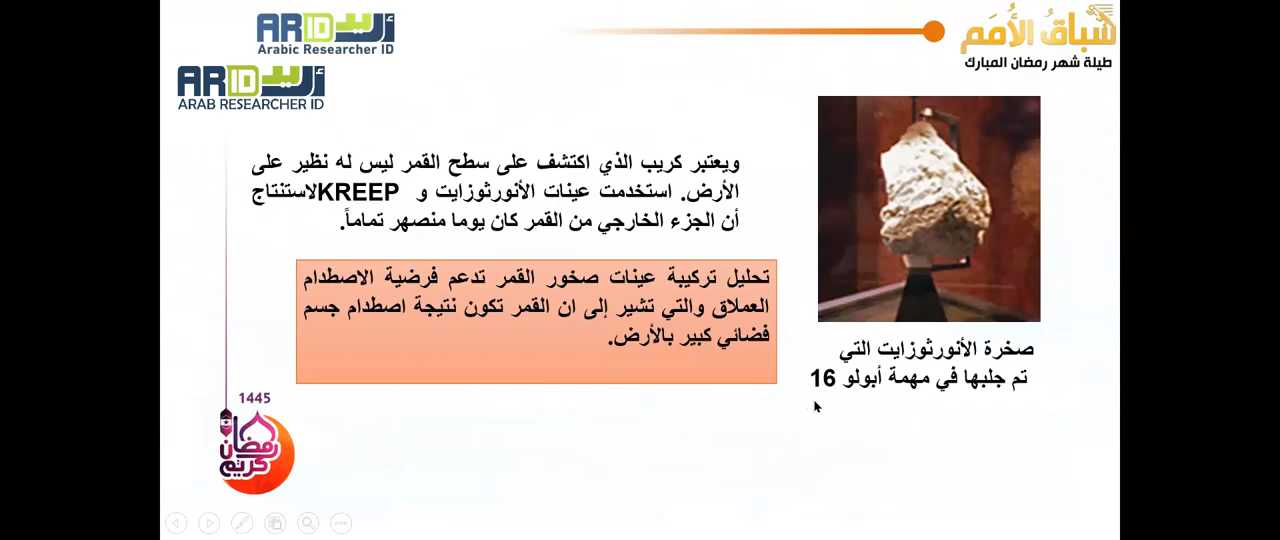 ARID أريد
Arabic Researcher ID
ARID أريد
ARAB RESEARCHER ID
سباق الأمم
طيلة شهر رمضان المبارك
ويعتبر كريب الذي اكتشف على سطح القمر ليس له نظير على
الأرض. استخدمت عينات الأنورثوزايت و KREEP لاستنتاج
أن الجزء الخارجي من القمر كان يوما منصهر تماماً.
تحليل تركيبة عينات صخور القمر تدعم فرضية الاصطدام
العملاق والتي تشير إلى ان القمر تكون نتيجة اصطدام جسم
فضائي كبير بالأرض.
صخرة الأنورثوزايت التي
تم جلبها في مهمة أبولو 16
1445
رمضان
كريم